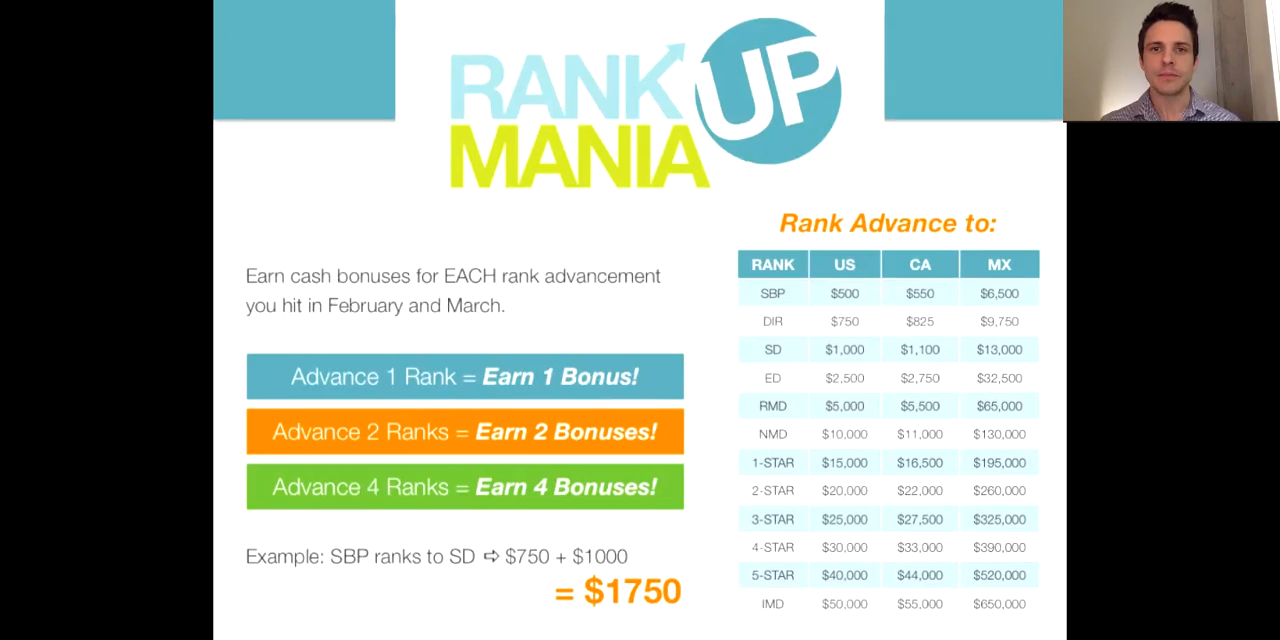 RANK UP
MANIA
Earn cash bonuses for EACH rank advancement
you hit in February and March.
Advance 1 Rank = Earn 1 Bonus!
Advance 2 Ranks = Earn 2 Bonuses!
Advance 4 Ranks = Earn 4 Bonuses!
Example: SBP ranks to SD ⇨ $750 + $1000
= $1750
Rank Advance to:
RANK US CA MX
SBP $500 $550 $6,500
DIR $750 $825 $9,750
SD $1,000 $1,100 $13,000
ED $2,500 $2,750 $32,500
RMD $5,000 $5,500 $65,000
NMD $10,000 $11,000 $130,000
1-STAR $15,000 $16,500 $195,000
2-STAR $20,000 $22,000 $260,000
3-STAR $25,000 $27,500 $325,000
4-STAR $30,000 $33,000 $390,000
5-STAR $40,000 $44,000 $520,000
IMD $50,000 $55,000 $650,000